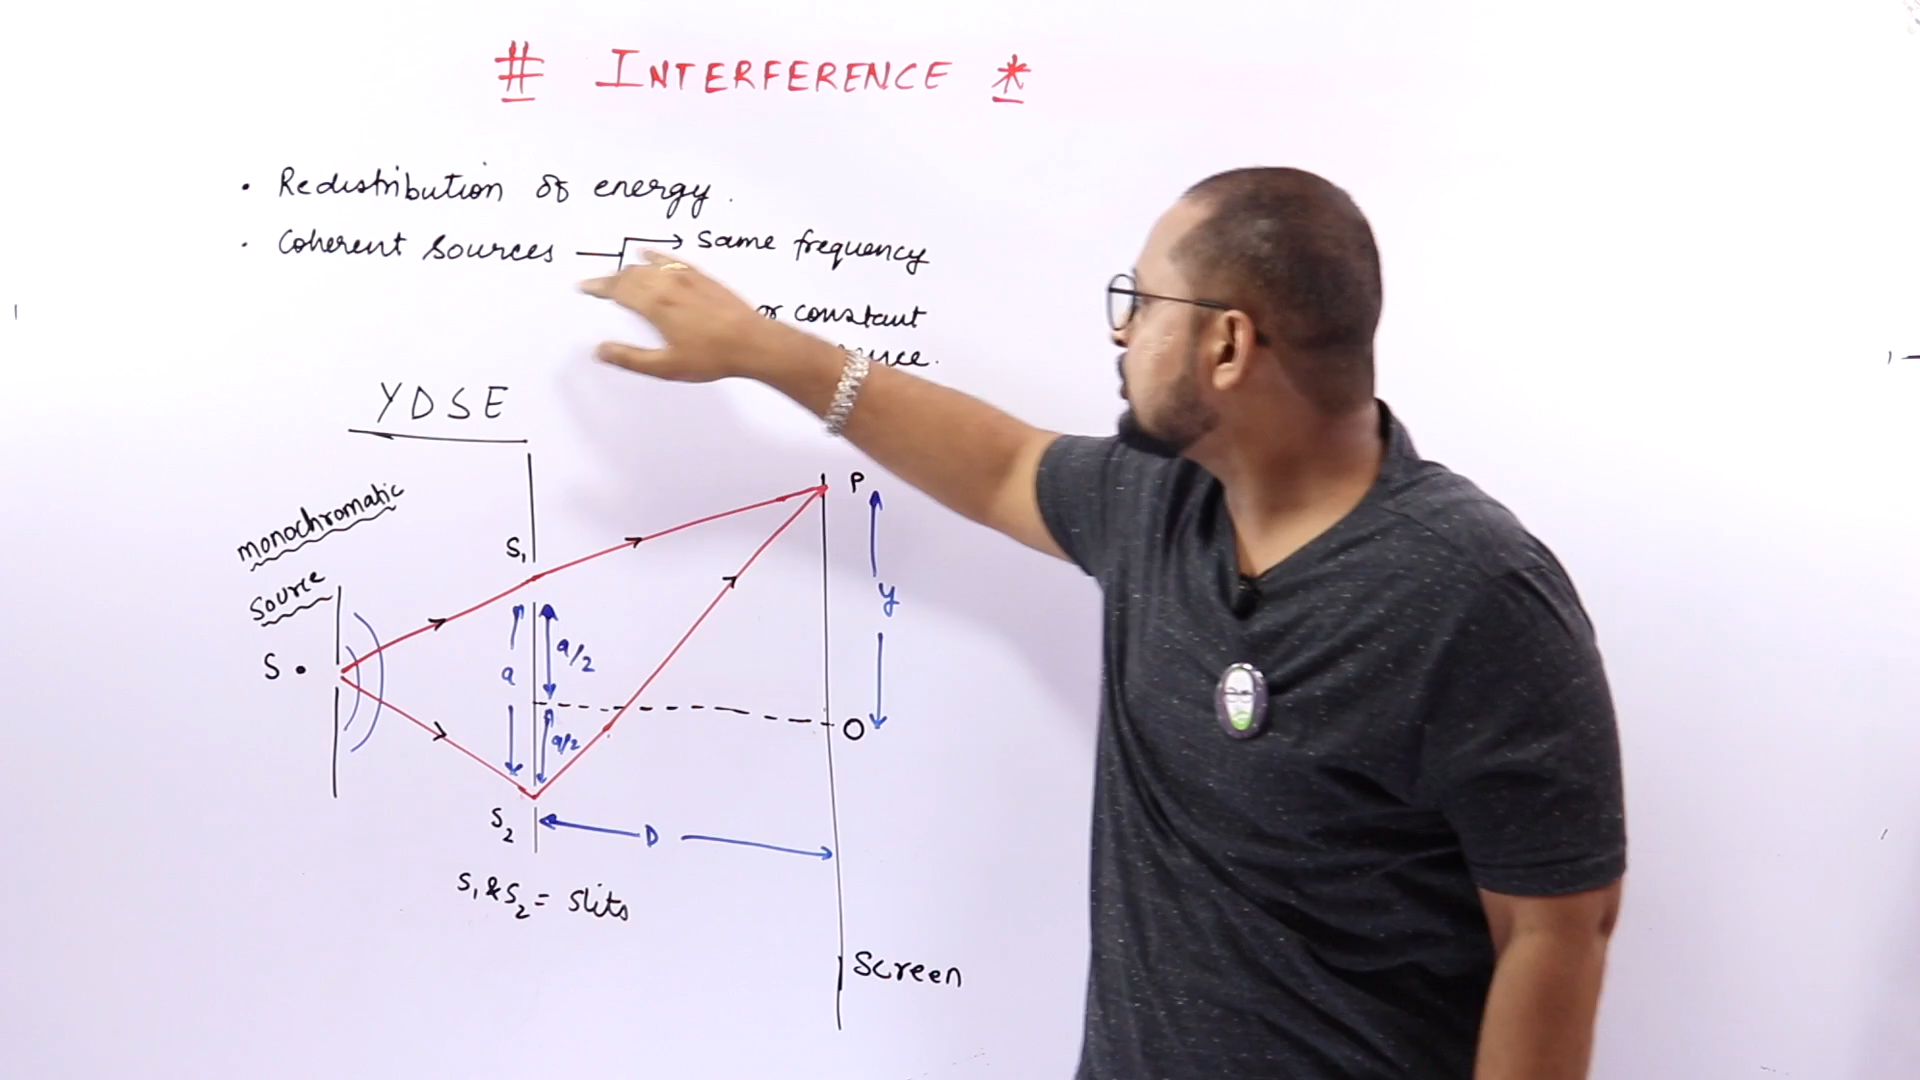 # INTERFERENCE *
• Redistribution of energy.
• Coherent sources → same frequency
or constant
YDSE
monochromatic
source
S •
S₁
a
a/2
a/2
S₂
D
P
y
O
S₁ & S₂ = slits
Screen